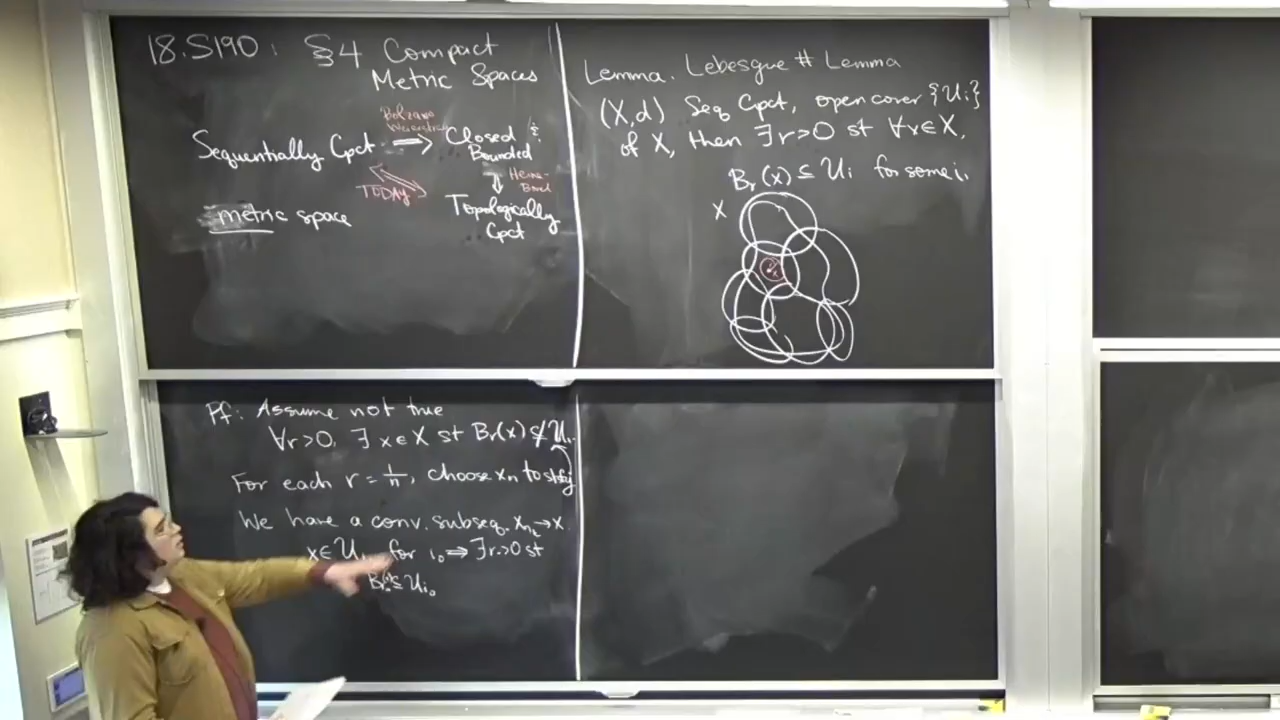 18.S190 : §4 Compact
Metric Spaces
Bolzano
Weierstrass
Sequentially Cpct ⟹ Closed &
Bounded
Heine-
Borel
TODAY
Topologically
Cpct
metric space
Lemma. Lebesgue # Lemma
(X,d) Seq Cpct, open cover {Ui}
of X, then ∃r>0 st ∀x∈X,
Br(x) ⊆ Ui for some i.
X
Pf: Assume not true
∀r>0, ∃ x∈X st Br(x) ⊄ Ui
For each r = 1/n, choose xn to
We have a conv. subseq. xnk→x.
x∈Ui for i₀ ⟹ ∃r₀>0 st
⊆ Ui₀